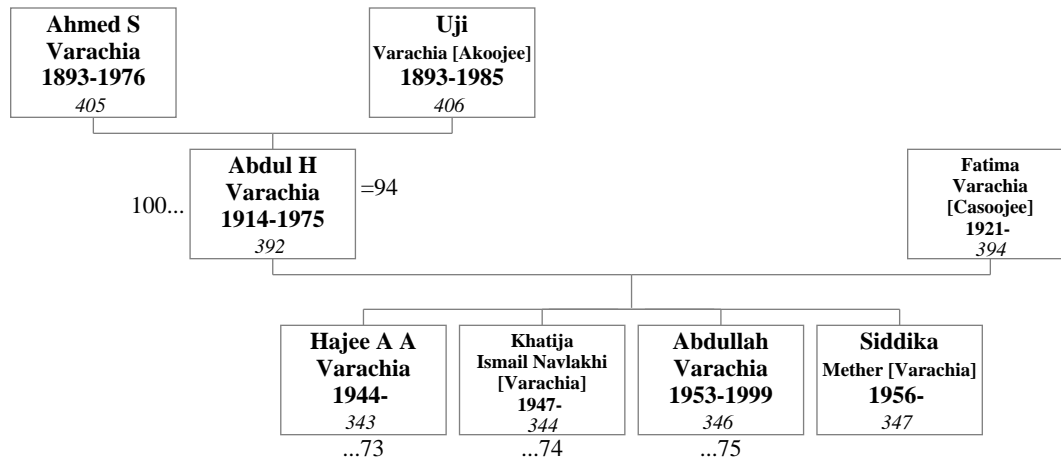 Ahmed S
Varachia
1893-1976
405
Uji
Varachia [Akoojee]
1893-1985
406
100...
Abdul H
Varachia
1914-1975
392
=94
Fatima
Varachia
[Casoojee]
1921-
394
Hajee A A
Varachia
1944-
343
...73
Khatija
Ismail Navlakhi
[Varachia]
1947-
344
...74
Abdullah
Varachia
1953-1999
346
...75
Siddika
Mether [Varachia]
1956-
347